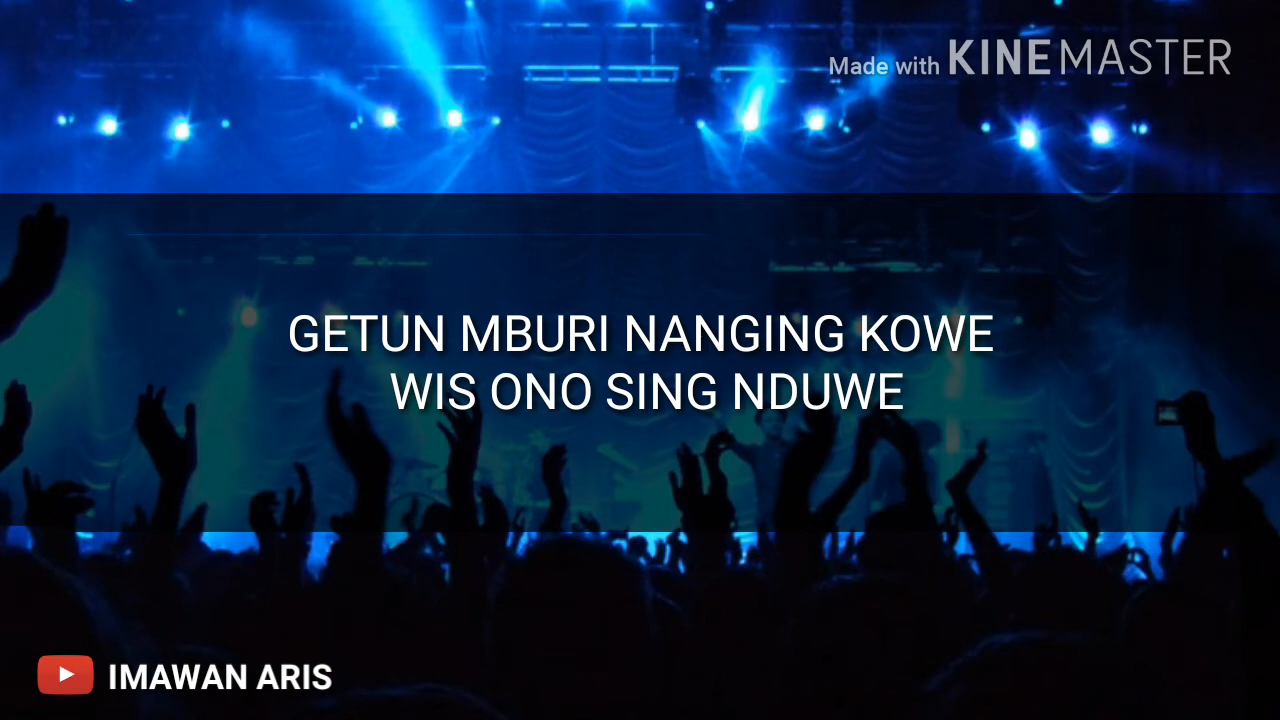 Made with KINEMASTER
GETUN MBURI NANGING KOWE
WIS ONO SING NDUWE
IMAWAN ARIS